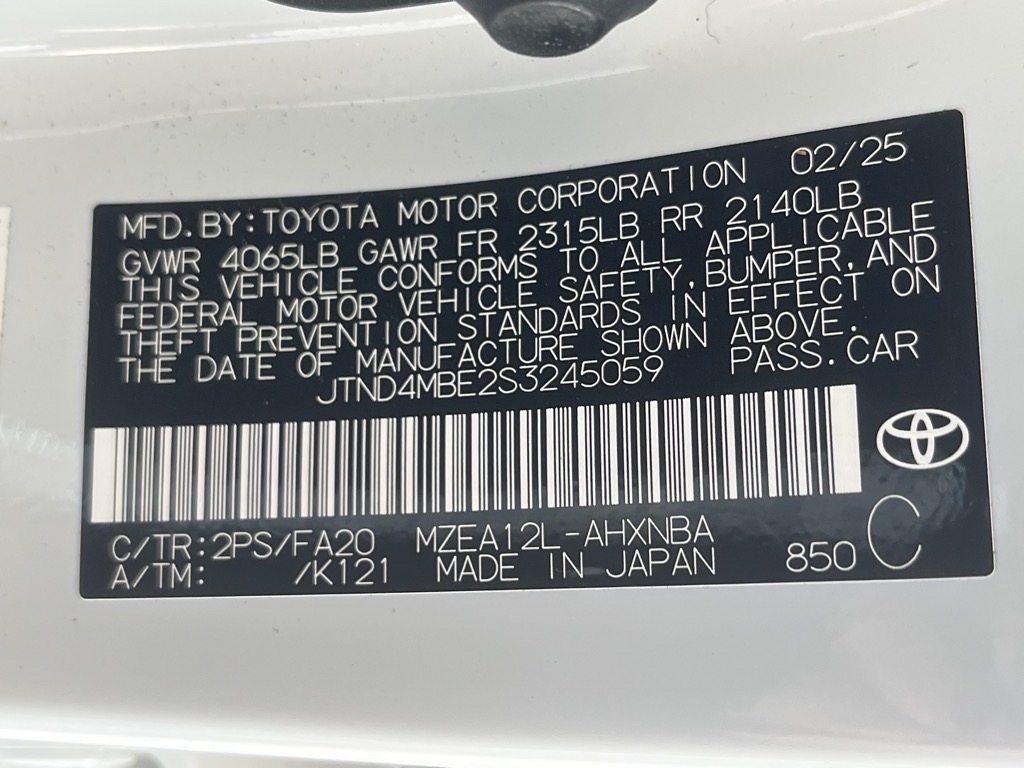 MFD.BY:TOYOTA MOTOR CORPORATION 02/25
GVWR 4065LB GAWR FR 2315LB RR 2140LB
THIS VEHICLE CONFORMS TO ALL APPLICABLE
FEDERAL MOTOR VEHICLE SAFETY,BUMPER,AND
THEFT PREVENTION STANDARDS IN EFFECT ON
THE DATE OF MANUFACTURE SHOWN ABOVE.
JTND4MBE2S3245059 PASS.CAR
C/TR:2PS/FA20 MZEA12L-AHXNBA
A/TM: /K121 MADE IN JAPAN 850 C